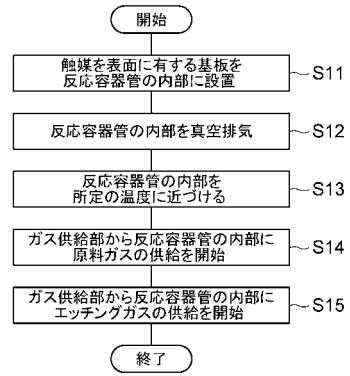 開始
触媒を表面に有する基板を
反応容器管の内部に設置
S11
反応容器管の内部を真空排気
S12
反応容器管の内部を
所定の温度に近づける
S13
ガス供給部から反応容器管の内部に
原料ガスの供給を開始
S14
ガス供給部から反応容器管の内部に
エッチングガスの供給を開始
S15
終了